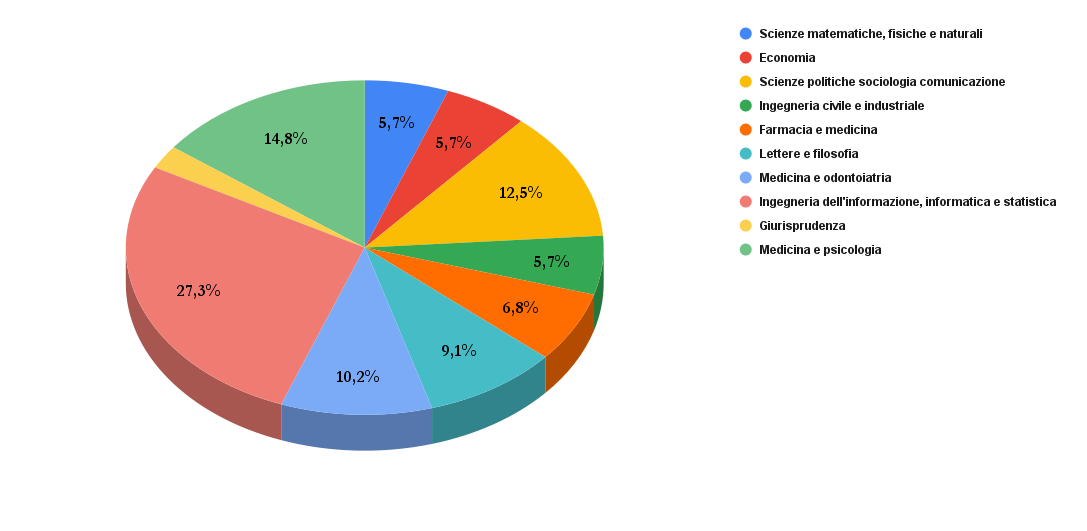 Scienze matematiche, fisiche e naturali
Economia
Scienze politiche sociologia comunicazione
Ingegneria civile e industriale
Farmacia e medicina
Lettere e filosofia
Medicina e odontoiatria
Ingegneria dell'informazione, informatica e statistica
Giurisprudenza
Medicina e psicologia
5,7%
5,7%
12,5%
5,7%
6,8%
9,1%
10,2%
27,3%
14,8%